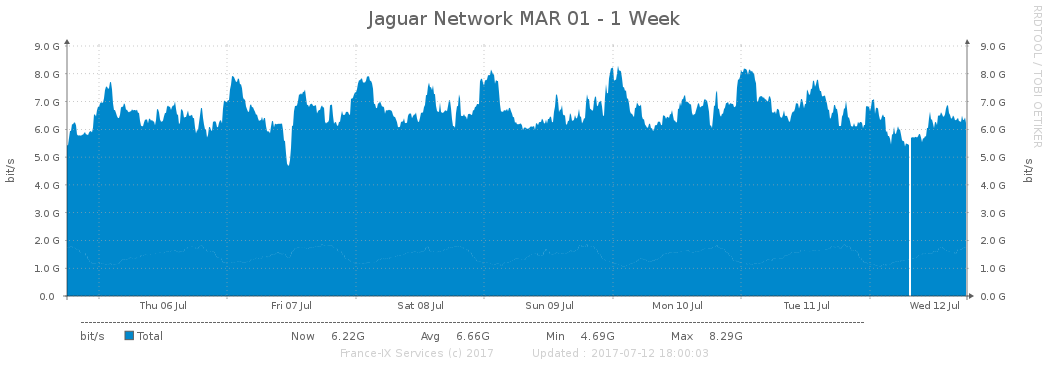 Jaguar Network MAR 01 - 1 Week
RRDTOOL / TOBI OETIKER
9.0 G 9.0 G
8.0 G 8.0 G
7.0 G 7.0 G
6.0 G 6.0 G
5.0 G 5.0 G
4.0 G 4.0 G
3.0 G 3.0 G
2.0 G 2.0 G
1.0 G 1.0 G
0.0 0.0 G
bit/s bit/s
Thu 06 Jul Fri 07 Jul Sat 08 Jul Sun 09 Jul Mon 10 Jul Tue 11 Jul Wed 12 Jul
bit/s Total Now 6.22G Avg 6.66G Min 4.69G Max 8.29G
France-IX Services (c) 2017 Updated : 2017-07-12 18:00:03